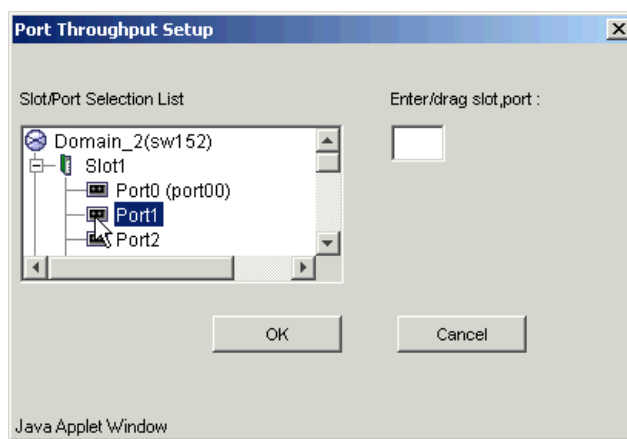 Port Throughput Setup
Slot/Port Selection List
Enter/drag slot,port :
Domain_2(sw152)
Slot1
Port0 (port00)
Port1
Port2
OK
Cancel
Java Applet Window